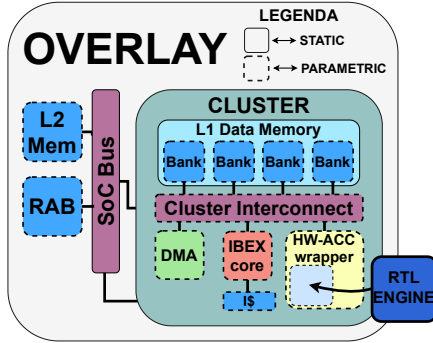 LEGENDA
OVERLAY
STATIC
PARAMETRIC
CLUSTER
L2
Mem
SoC Bus
L1 Data Memory
Bank Bank Bank Bank
RAB
Cluster Interconnect
DMA
IBEX
core
HW-ACC
wrapper
I$
RTL
ENGINE